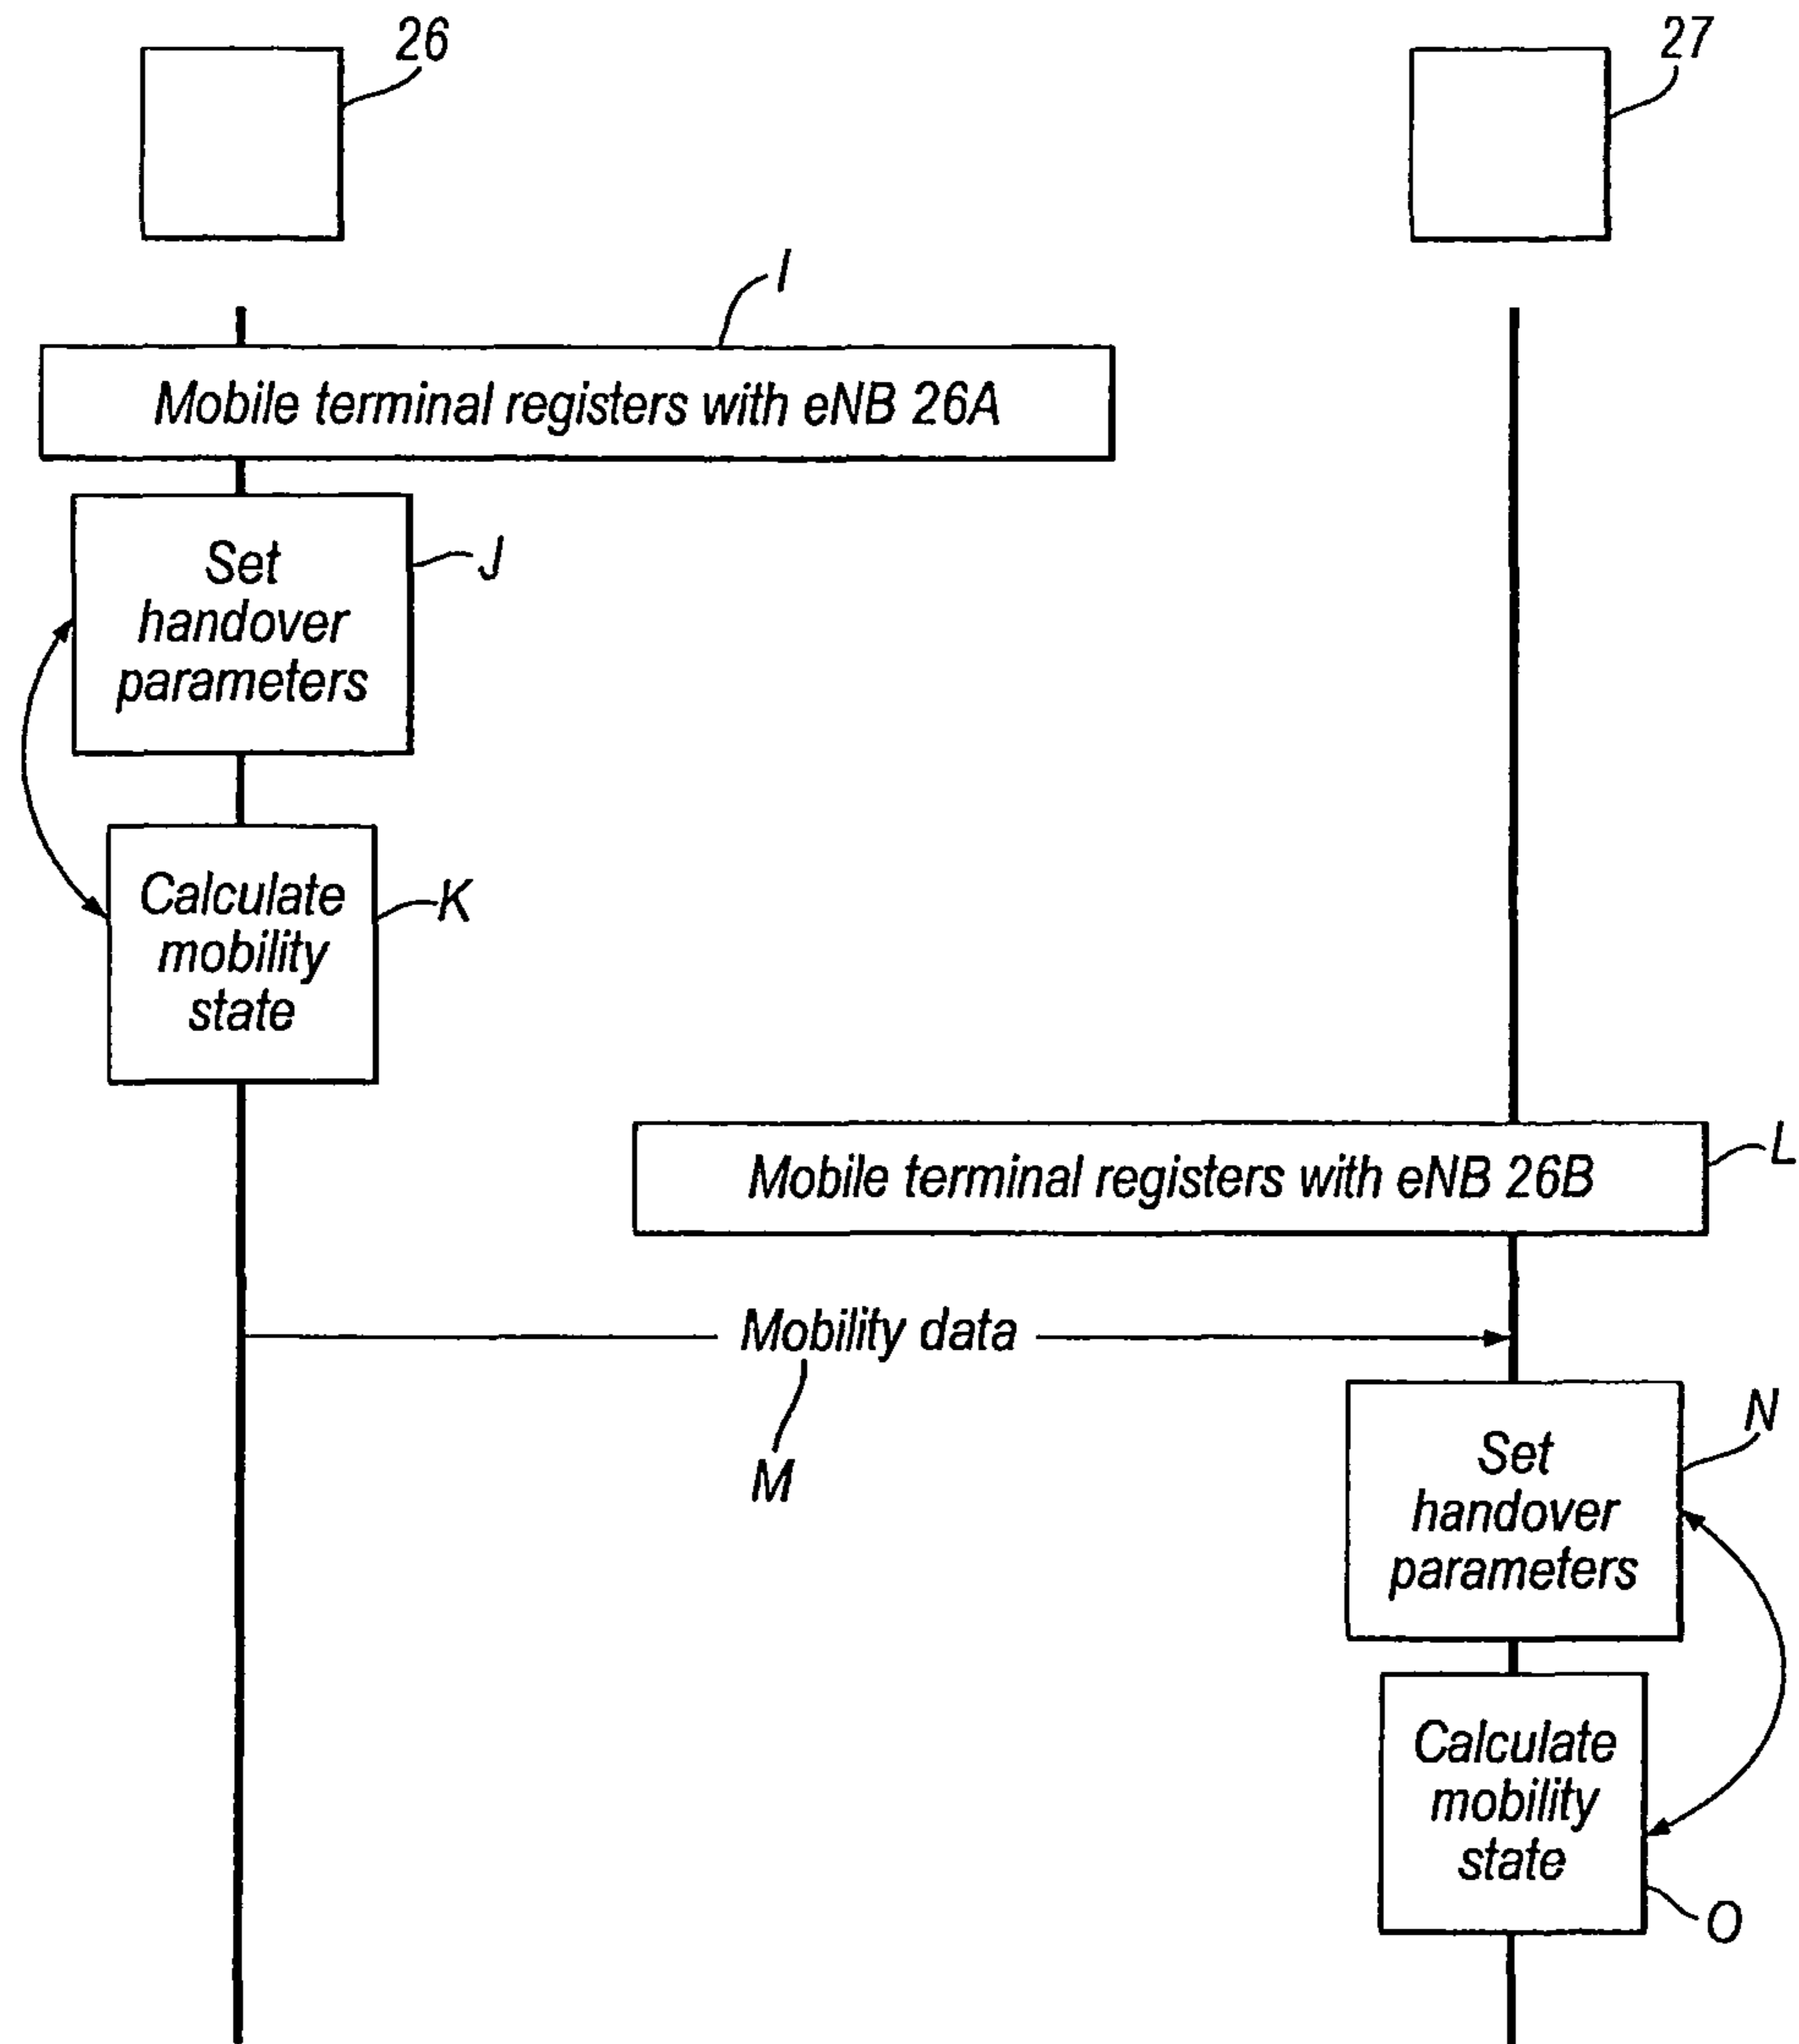 26
27
I
Mobile terminal registers with eNB 26A
Set
handover
parameters
J
Calculate
mobility
state
K
Mobile terminal registers with eNB 26B
L
Mobility data
M
Set
handover
parameters
N
Calculate
mobility
state
O